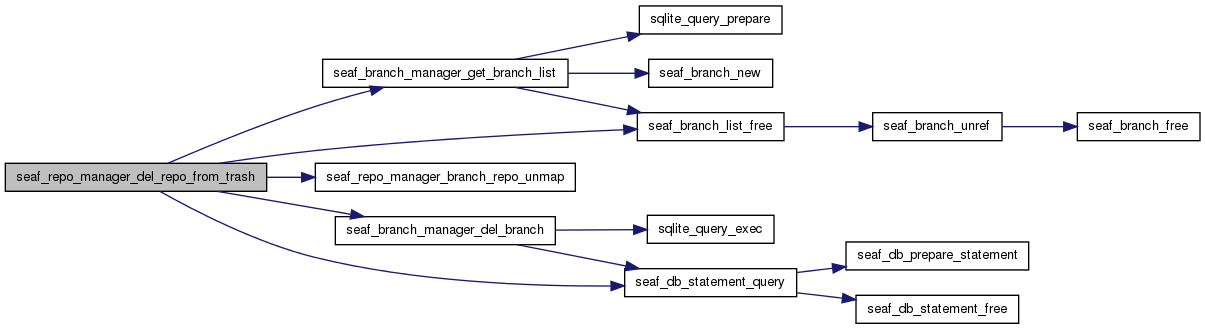 sqlite_query_prepare
seaf_branch_manager_get_branch_list
seaf_branch_new
seaf_branch_list_free
seaf_branch_unref
seaf_branch_free
seaf_repo_manager_del_repo_from_trash
seaf_repo_manager_branch_repo_unmap
seaf_branch_manager_del_branch
sqlite_query_exec
seaf_db_prepare_statement
seaf_db_statement_query
seaf_db_statement_free